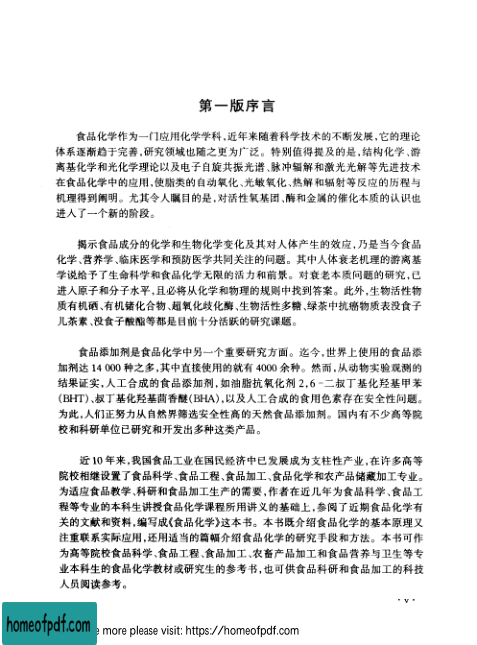 第一版序言
食品化学作为一门应用化学学科,近年来随着科学技术的不断发展,它的理论
体系逐渐趋于完善,研究领域也随之更为广泛。特别值得提及的是,结构化学、游
离基化学和光化学理论以及电子自旋共振光谱、脉冲辐解和激光光解等先进技术
在食品化学中的应用,使脂类的自动氧化、光敏氧化、热解和辐射等反应的历程与
机理得到阐明。尤其令人瞩目的是,对活性氧基团、酶和金属的催化本质的认识也
进入了一个新的阶段。
揭示食品成分的化学和生物化学变化及其对人体产生的效应,乃是当今食品
化学、营养学、临床医学和预防医学共同关注的问题。其中人体衰老机理的游离基
学说给予了生命科学和食品化学无限的活力和前景。对衰老本质问题的研究,已
进入原子和分子水平,且必将从化学和物理的规则中找到答案。此外,生物活性物
质有机硒、有机锗化合物、超氧化歧化酶、生物活性多糖、绿茶中抗癌物质表没食子
儿茶素、没食子酸酯等都是目前十分活跃的研究课题。
食品添加剂是食品化学中另一个重要研究方面。迄今,世界上使用的食品添
加剂达 14 000 种之多,其中直接使用的就有 4000 余种。然而,从动物实验观测的
结果证实,人工合成的食品添加剂,如油脂抗氧化剂 2,6-二叔丁基化羟基甲苯
(BHT)、叔丁基化羟基茴香醚(BHA),以及人工合成的食用色素存在安全性问题。
为此,人们正努力从自然界筛选安全性高的天然食品添加剂。国内有不少高等院
校和科研单位已研究和开发出多种这类产品。
近 10 年来,我国食品工业在国民经济中已发展成为支柱性产业,在许多高等
院校相继设置了食品科学、食品工程、食品加工、食品化学和农产品储藏加工专业。
为适应食品教学、科研和食品加工生产的需要,作者在近几年为食品科学、食品工
程等专业的本科生讲授食品化学课程所用讲义的基础上,参阅了近期食品化学有
关的文献和资料,编写成《食品化学》这本书。本书既介绍食品化学的基本原理又
注重联系实际应用,还用适当的篇幅介绍食品化学的研究手段和方法。本书可作
为高等院校食品科学、食品工程、食品加工、农畜产品加工和食品营养与卫生等专
业本科生的食品化学教材或研究生的参考书,也可供食品科研和食品加工的科技
人员阅读参考。
· v ·
homeofpdf.com
e more please visit: https://homeofpdf.com